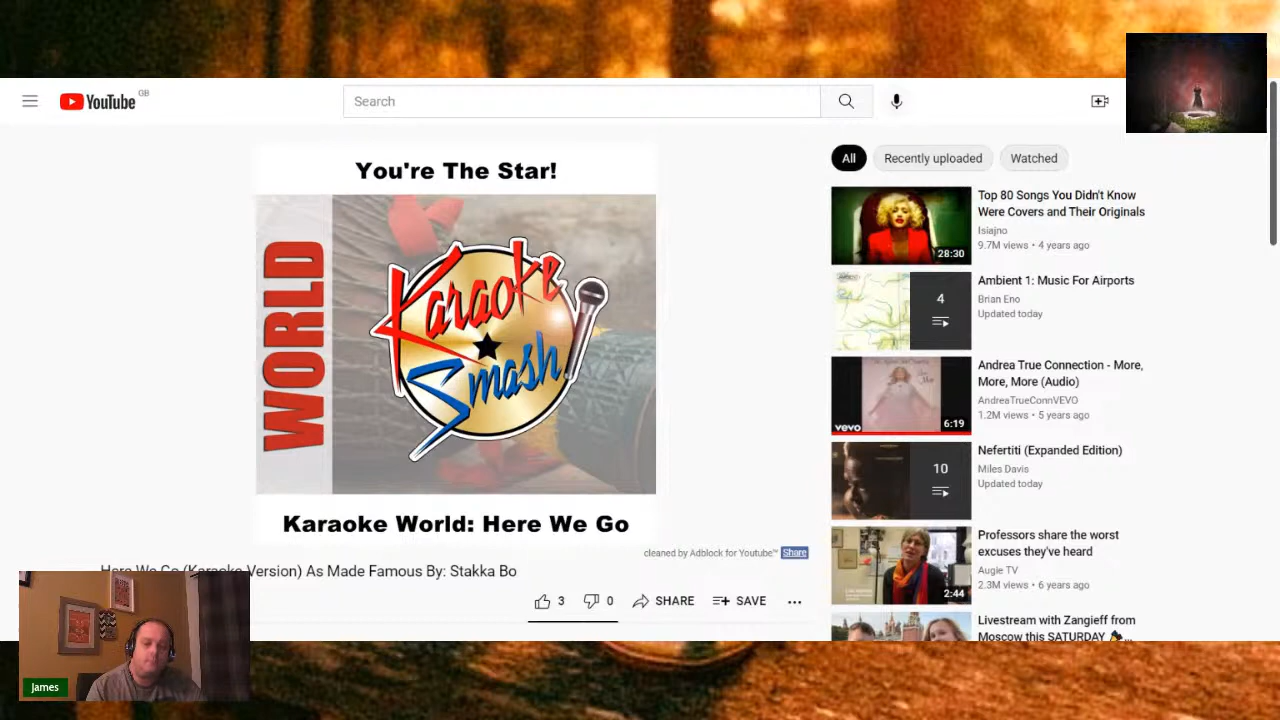 YouTube GB
Search
You're The Star!
WORLD
Karaoke
Smash
Karaoke World: Here We Go
cleaned by Adblock for Youtube™ Share
Here We Go (Karaoke Version) As Made Famous By: Stakka Bo
3
0
SHARE
SAVE
James
All
Recently uploaded
Watched
Top 80 Songs You Didn't Know
Were Covers and Their Originals
Isiajno
9.7M views • 4 years ago
28:30
Ambient 1: Music For Airports
Brian Eno
Updated today
4
Andrea True Connection - More,
More, More (Audio)
AndreaTrueConnVEVO
1.2M views • 5 years ago
vevo
6:19
Nefertiti (Expanded Edition)
Miles Davis
Updated today
10
Professors share the worst
excuses they've heard
Augie TV
2.3M views • 6 years ago
2:44
Livestream with Zangieff from
Moscow this SATURDAY